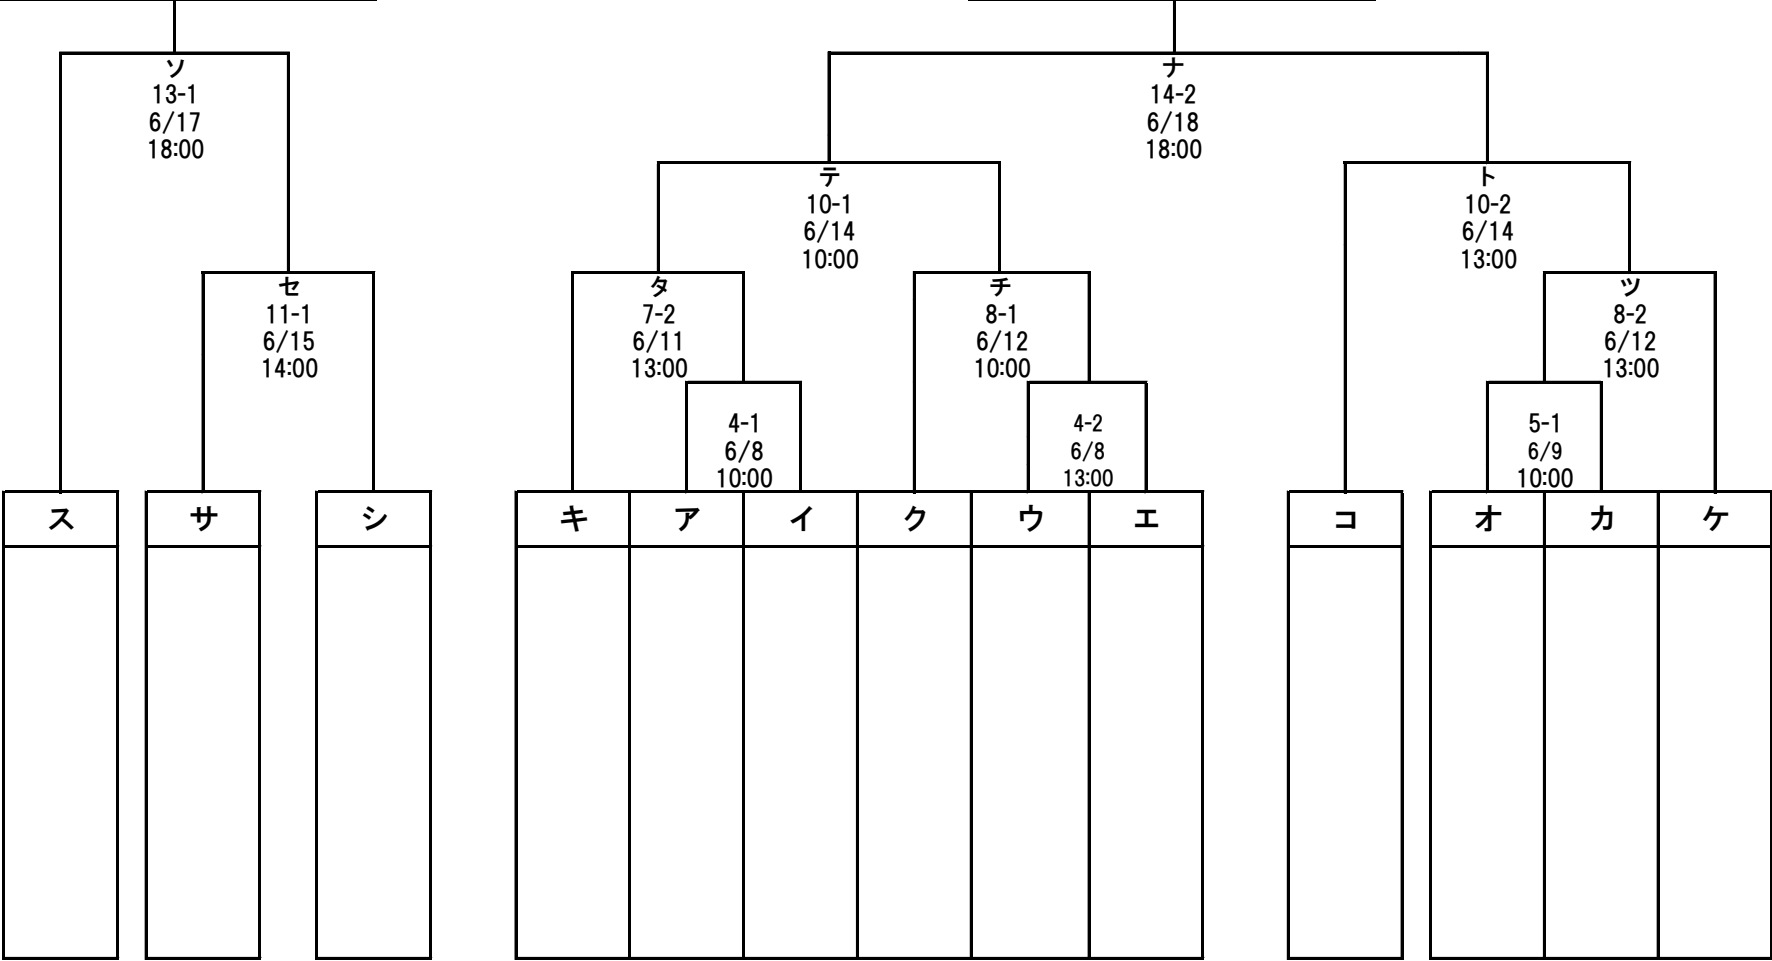 ソ
13-1
6/17
18:00
ナ
14-2
6/18
18:00
テ
10-1
6/14
10:00
ト
10-2
6/14
13:00
セ
11-1
6/15
14:00
タ
7-2
6/11
13:00
チ
8-1
6/12
10:00
ツ
8-2
6/12
13:00
4-1
6/8
10:00
4-2
6/8
13:00
5-1
6/9
10:00
ス
サ
シ
キ
ア
イ
ク
ウ
エ
コ
オ
カ
ケ